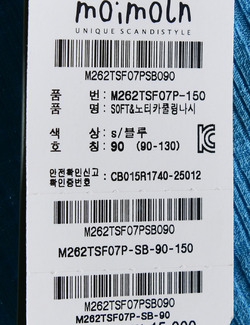 moimoln
UNIQUE SCANDISTYLE
M262TSF07PSB090
품 번: M262TSF07P-150
품 명: SOFT&노티카쿨링나시
색 상: s/블루
호 칭: 90 (90-130)
안전확인신고
확인증번호 : CB015R1740-25012
M262TSF07PSB090
M262TSF07P-SB-90-150
M262TSF07PSB090
M262TSF07P-SB-90